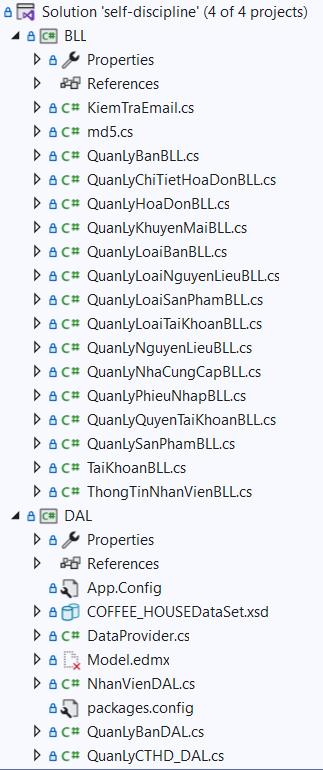 Solution 'self-discipline' (4 of 4 projects)
BLL
Properties
References
C# KiemTraEmail.cs
C# md5.cs
C# QuanLyBanBLL.cs
C# QuanLyChiTietHoaDonBLL.cs
C# QuanLyHoaDonBLL.cs
C# QuanLyKhuyenMaiBLL.cs
C# QuanLyLoaiBanBLL.cs
C# QuanLyLoaiNguyenLieuBLL.cs
C# QuanLyLoaiSanPhamBLL.cs
C# QuanLyLoaiTaiKhoanBLL.cs
C# QuanLyNguyenLieuBLL.cs
C# QuanLyNhaCungCapBLL.cs
C# QuanLyPhieuNhapBLL.cs
C# QuanLyQuyenTaiKhoanBLL.cs
C# QuanLySanPhamBLL.cs
C# TaiKhoanBLL.cs
C# ThongTinNhanVienBLL.cs
DAL
Properties
References
App.Config
COFFEE_HOUSEDataSet.xsd
C# DataProvider.cs
Model.edmx
C# NhanVienDAL.cs
packages.config
C# QuanLyBanDAL.cs
C# QuanLyCTHD_DAL.cs